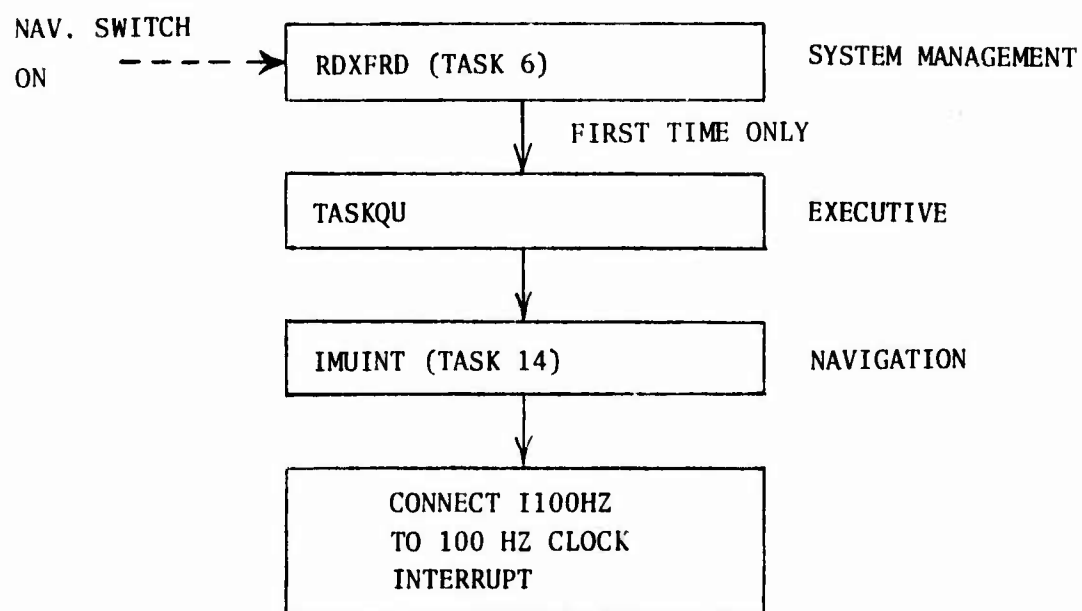 NAV. SWITCH
ON
RDXFRD (TASK 6)
SYSTEM MANAGEMENT
FIRST TIME ONLY
TASKQU
EXECUTIVE
IMUINT (TASK 14)
NAVIGATION
CONNECT I100HZ
TO 100 HZ CLOCK
INTERRUPT